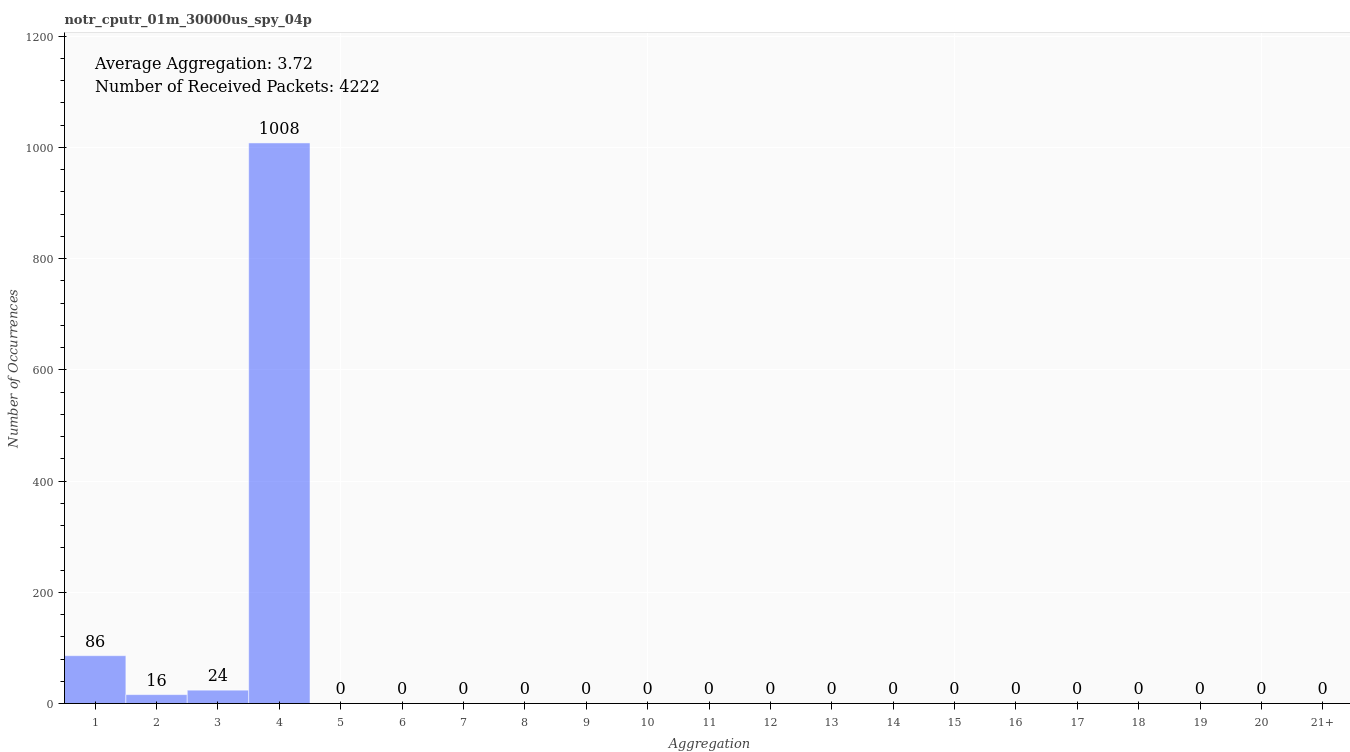 notr_cputr_01m_30000us_spy_04p
1200
Average Aggregation: 3.72
Number of Received Packets: 4222
1008
1000
800
Number of Occurrences
600
400
200
86
16
24
0 0 0 0 0 0 0 0 0 0 0 0 0 0 0 0 0
0
1 2 3 4 5 6 7 8 9 10 11 12 13 14 15 16 17 18 19 20 21+
Aggregation